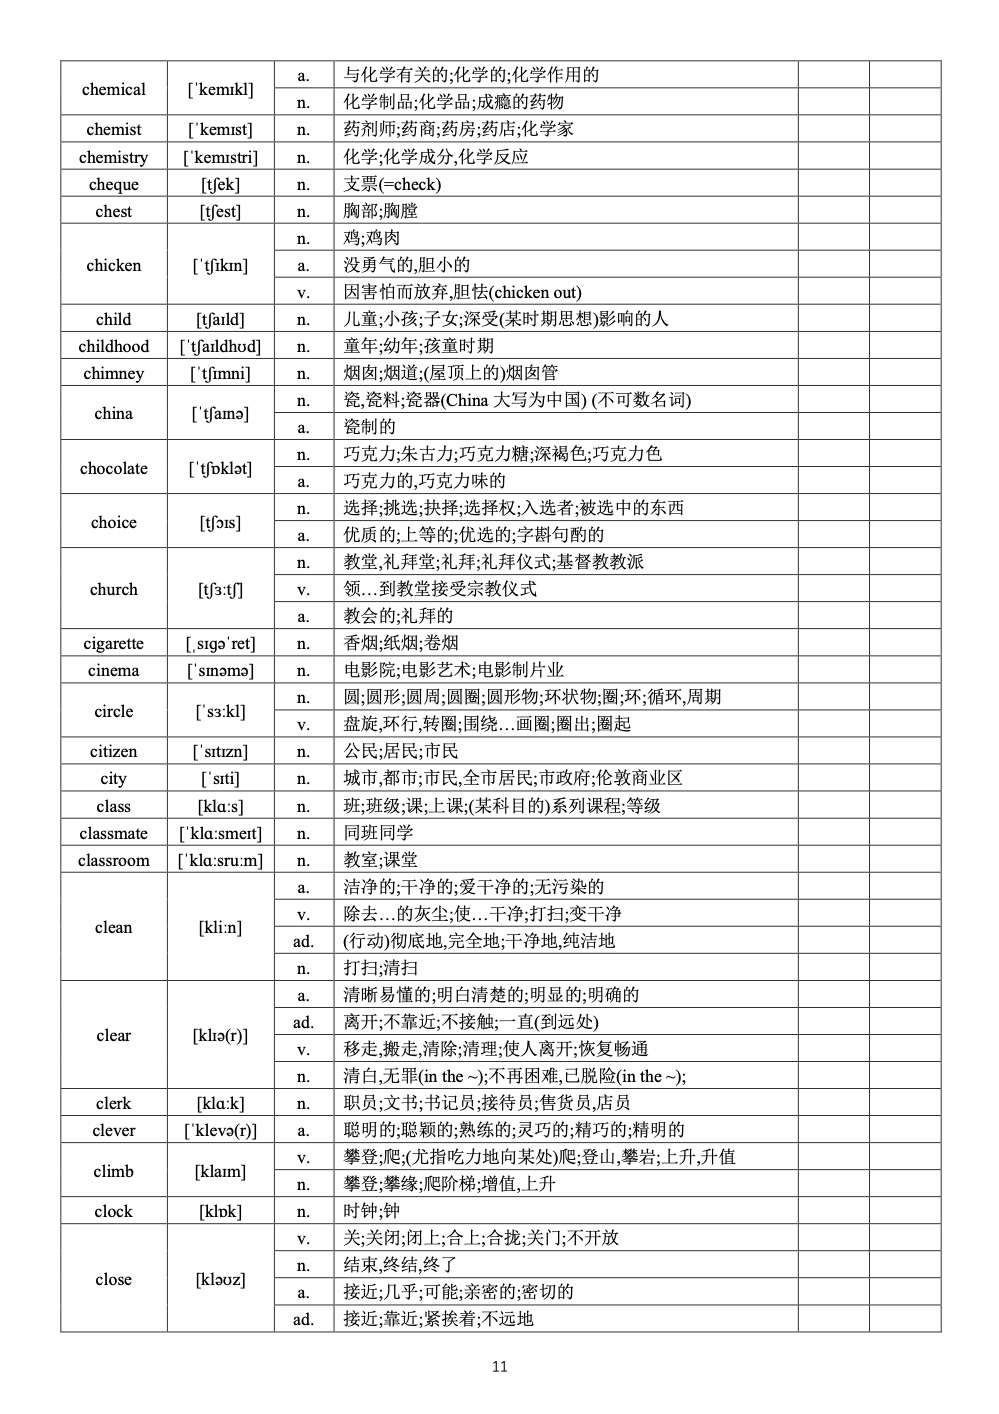 chemical [ˈkemɪkl] a. 与化学有关的;化学的;化学作用的
n. 化学制品;化学品;成瘾的药物
chemist [ˈkemɪst] n. 药剂师;药商;药房;药店;化学家
chemistry [ˈkemɪstri] n. 化学;化学成分,化学反应
cheque [tʃek] n. 支票(=check)
chest [tʃest] n. 胸部;胸膛
chicken [ˈtʃɪkɪn] n. 鸡;鸡肉
a. 没勇气的,胆小的
v. 因害怕而放弃,胆怯(chicken out)
child [tʃaɪld] n. 儿童;小孩;子女;深受(某时期思想)影响的人
childhood [ˈtʃaɪldhʊd] n. 童年;幼年;孩童时期
chimney [ˈtʃɪmni] n. 烟囱;烟道;(屋顶上的)烟囱管
china [ˈtʃaɪnə] n. 瓷,瓷料;瓷器(China 大写为中国) (不可数名词)
a. 瓷制的
chocolate [ˈtʃɒklət] n. 巧克力;朱古力;巧克力糖;深褐色;巧克力色
a. 巧克力的,巧克力味的
choice [tʃɔɪs] n. 选择;挑选;抉择;选择权;入选者;被选中的东西
a. 优质的;上等的;优选的;字斟句酌的
church [tʃɜːtʃ] n. 教堂,礼拜堂;礼拜;礼拜仪式;基督教教派
v. 领…到教堂接受宗教仪式
a. 教会的;礼拜的
cigarette [ˌsɪɡəˈret] n. 香烟;纸烟;卷烟
cinema [ˈsɪnəmə] n. 电影院;电影艺术;电影制片业
circle [ˈsɜːkl] n. 圆;圆形;圆周;圆圈;圆形物;环状物;圈;环;循环,周期
v. 盘旋,环行,转圈;围绕…画圈;圈出;圈起
citizen [ˈsɪtɪzn] n. 公民;居民;市民
city [ˈsɪti] n. 城市,都市;市民,全市居民;市政府;伦敦商业区
class [klɑːs] n. 班;班级;课;上课;(某科目的)系列课程;等级
classmate [ˈklɑːsmeɪt] n. 同班同学
classroom [ˈklɑːsruːm] n. 教室;课堂
clean [kliːn] a. 洁净的;干净的;爱干净的;无污染的
v. 除去…的灰尘;使…干净;打扫;变干净
ad. (行动)彻底地,完全地;干净地,纯洁地
n. 打扫;清扫
clear [klɪə(r)] a. 清晰易懂的;明白清楚的;明显的;明确的
ad. 离开;不靠近;不接触;一直(到远处)
v. 移走,搬走,清除;清理;使人离开;恢复畅通
n. 清白,无罪(in the ~);不再困难,已脱险(in the ~);
clerk [klɑːk] n. 职员;文书;书记员;接待员;售货员,店员
clever [ˈklevə(r)] a. 聪明的;聪颖的;熟练的;灵巧的;精巧的;精明的
climb [klaɪm] v. 攀登;爬;(尤指吃力地向某处)爬;登山,攀岩;上升,升值
n. 攀登;攀缘;爬阶梯;增值,上升
clock [klɒk] n. 时钟;钟
close [kləʊz] v. 关;关闭;闭上;合上;合拢;关门;不开放
n. 结束,终结,终了
a. 接近;几乎;可能;亲密的;密切的
ad. 接近;靠近;紧挨着;不远地
11